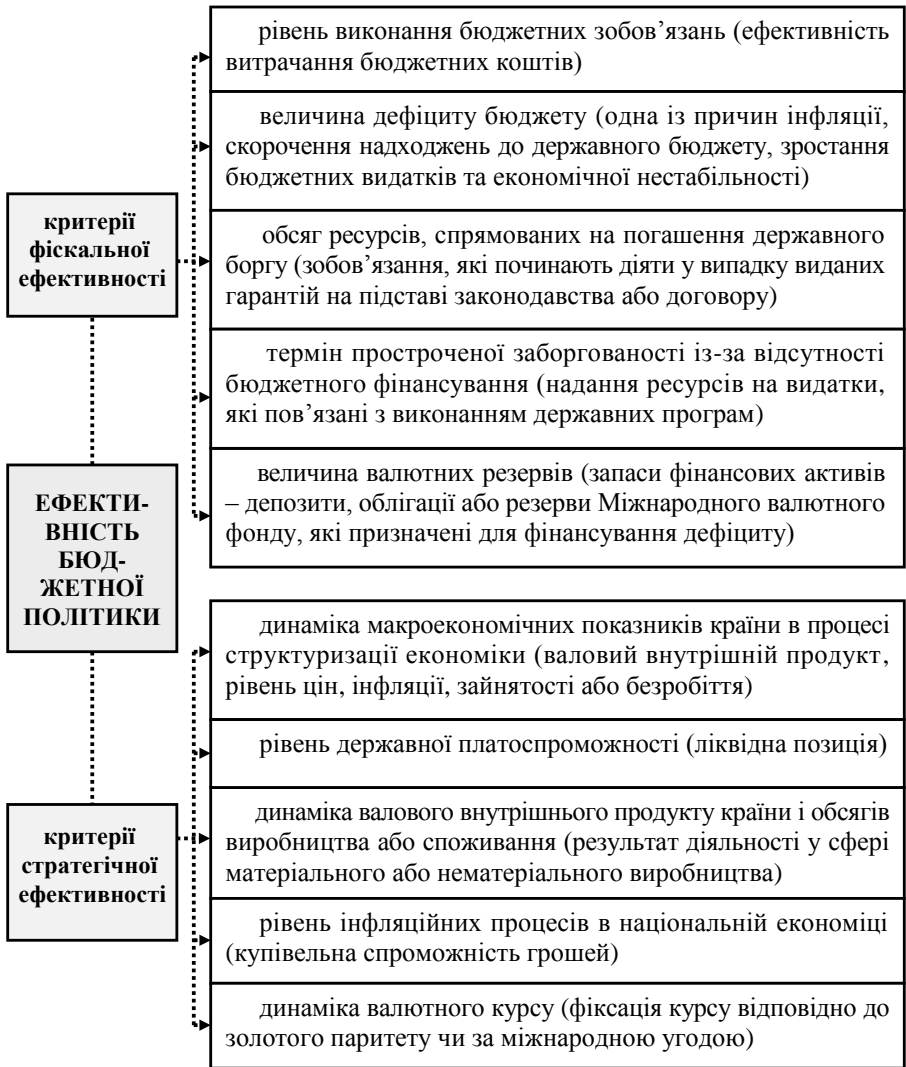 рівень виконання бюджетних зобов’язань (ефективність
витрачання бюджетних коштів)
величина дефіциту бюджету (одна із причин інфляції,
скорочення надходжень до державного бюджету, зростання
бюджетних видатків та економічної нестабільності)
критерії
фіскальної
ефективності
обсяг ресурсів, спрямованих на погашення державного
боргу (зобов’язання, які починають діяти у випадку виданих
гарантій на підставі законодавства або договору)
термін простроченої заборгованості із-за відсутності
бюджетного фінансування (надання ресурсів на видатки,
які пов’язані з виконанням державних програм)
величина валютних резервів (запаси фінансових активів
– депозити, облігації або резерви Міжнародного валютного
фонду, які призначені для фінансування дефіциту)
ЕФЕКТИ-
ВНІСТЬ
БЮД-
ЖЕТНОЇ
ПОЛІТИКИ
динаміка макроекономічних показників країни в процесі
структуризації економіки (валовий внутрішній продукт,
рівень цін, інфляції, зайнятості або безробіття)
рівень державної платоспроможності (ліквідна позиція)
критерії
стратегічної
ефективності
динаміка валового внутрішнього продукту країни і обсягів
виробництва або споживання (результат діяльності у сфері
матеріального або нематеріального виробництва)
рівень інфляційних процесів в національній економіці
(купівельна спроможність грошей)
динаміка валютного курсу (фіксація курсу відповідно до
золотого паритету чи за міжнародною угодою)